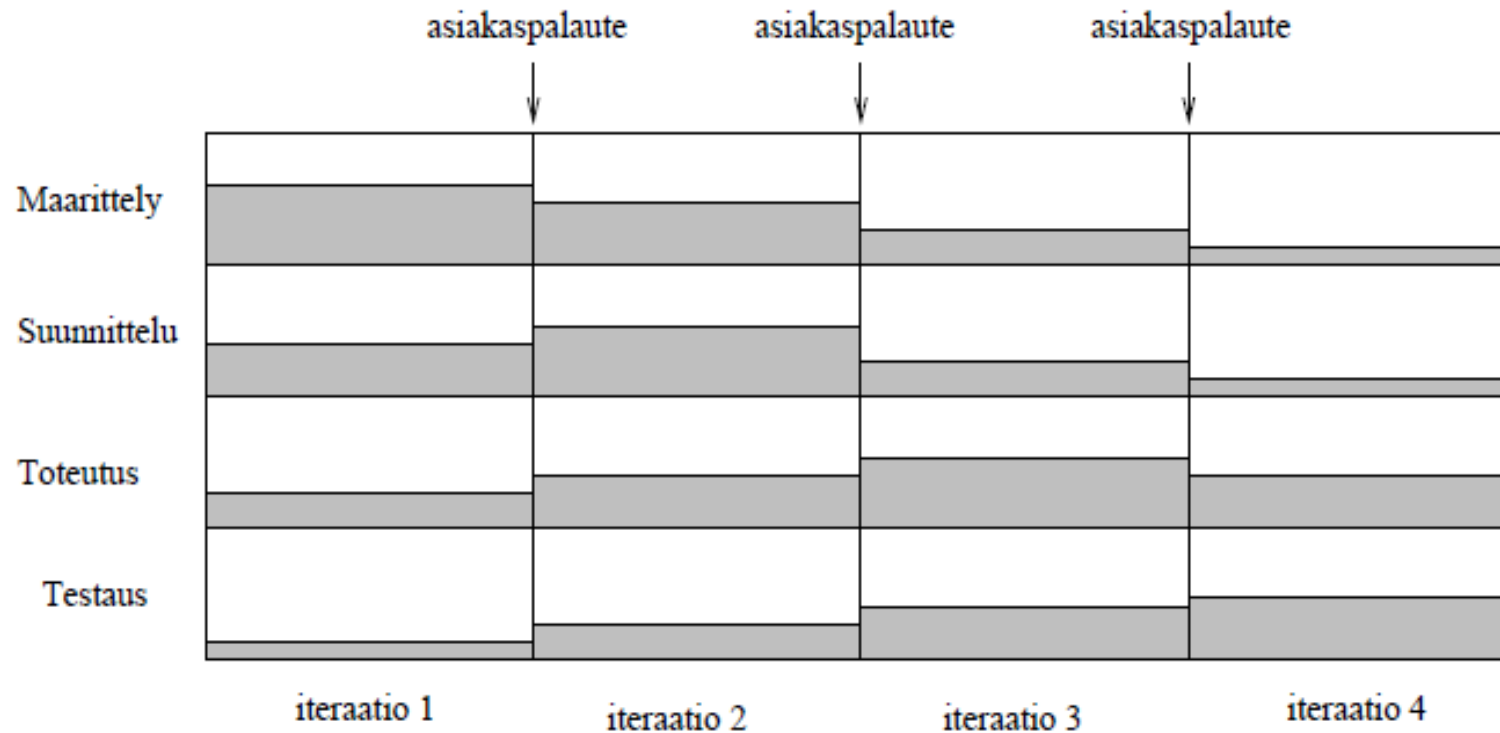 asiakaspalaute asiakaspalaute asiakaspalaute
Maarittely
Suunnittelu
Toteutus
Testaus
iteraatio 1 iteraatio 2 iteraatio 3 iteraatio 4